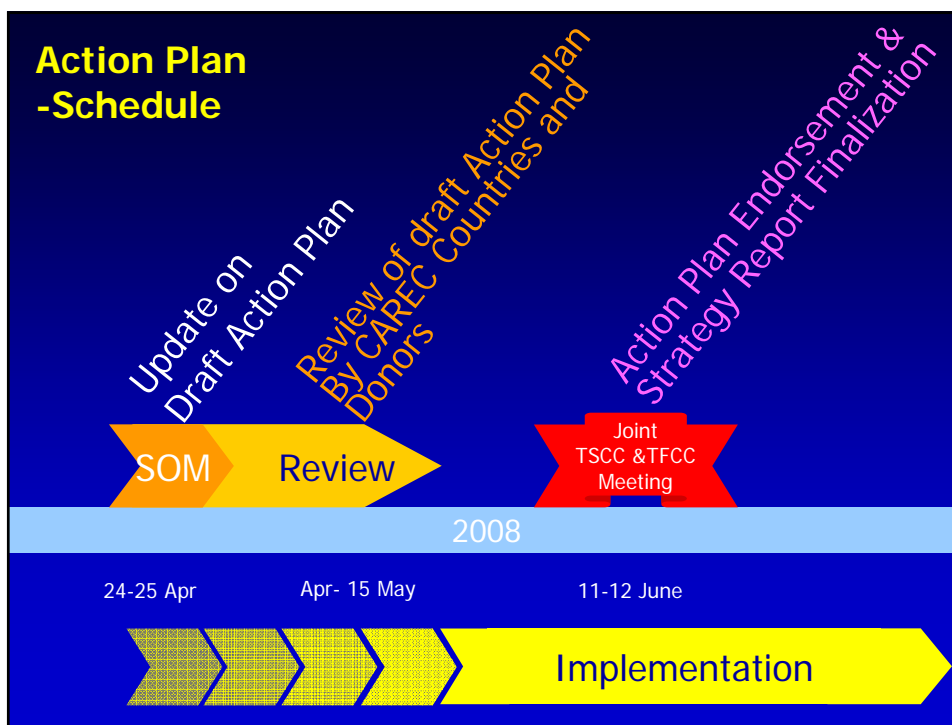 Action Plan
-Schedule
Update on
Draft Action Plan
Review of draft Action Plan
By CAREC Countries and
Donors
Action Plan Endorsement &
Strategy Report Finalization
SOM
Review
Joint
TSCC &TFCC
Meeting
2008
24-25 Apr
Apr- 15 May
11-12 June
Implementation